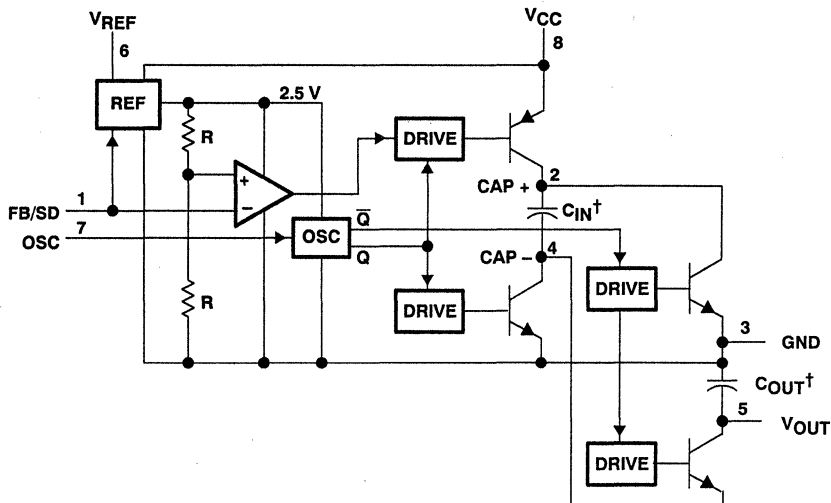 VREF
6
VCC
8
REF
2.5 V
R
DRIVE
+
−
1
FB/SD
7
OSC
OSC
Q̅
Q
2
CAP +
CIN†
4
CAP −
DRIVE
DRIVE
R
3
GND
COUT†
5
VOUT
DRIVE